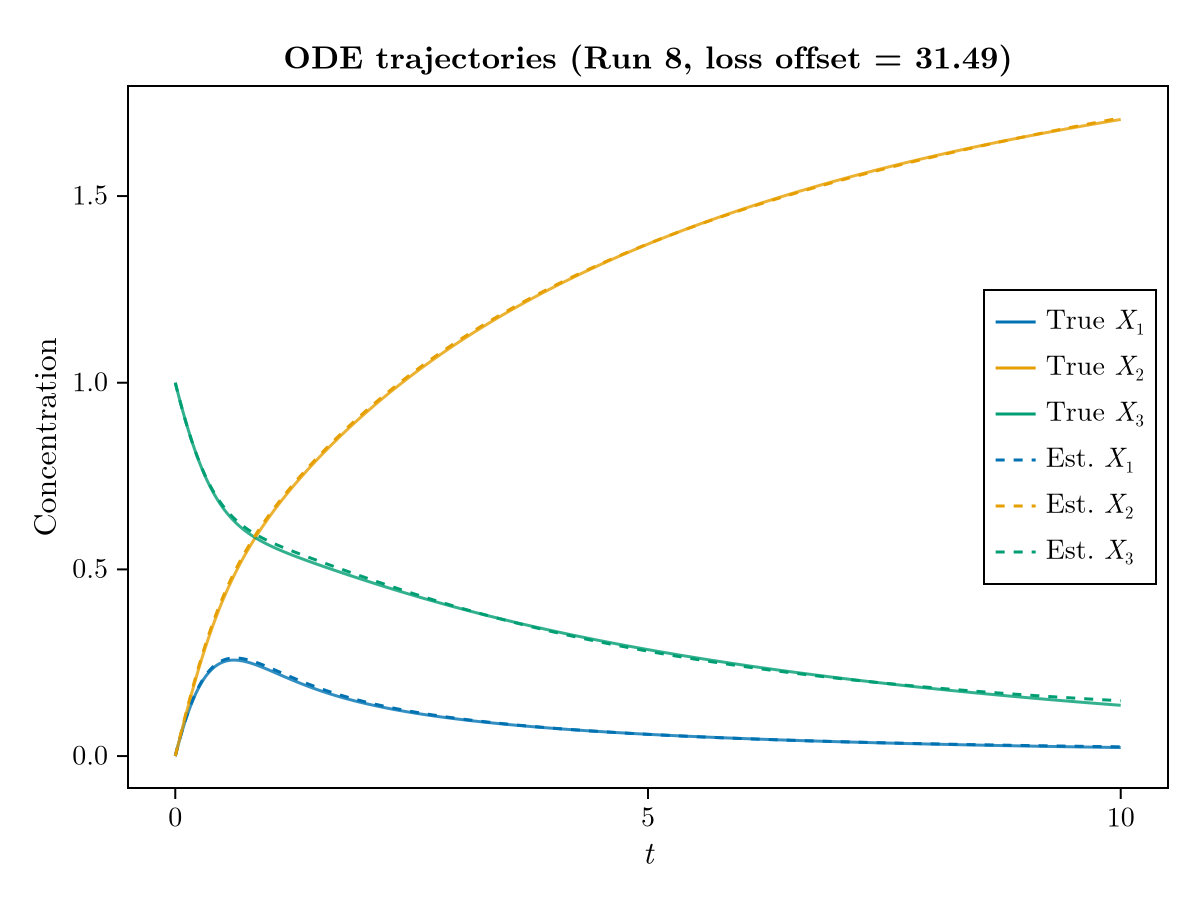 ODE trajectories (Run 8, loss offset = 31.49)
Concentration
1.5
1.0
0.5
0.0
0
5
10
t
True X₁
True X₂
True X₃
Est. X₁
Est. X₂
Est. X₃